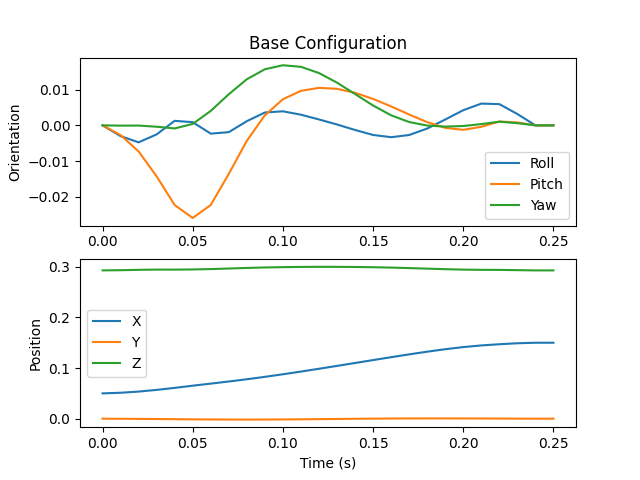 Base Configuration
Orientation
0.01
0.00
−0.01
−0.02
Roll
Pitch
Yaw
0.00 0.05 0.10 0.15 0.20 0.25
Position
0.3
0.2
0.1
0.0
X
Y
Z
0.00 0.05 0.10 0.15 0.20 0.25
Time (s)